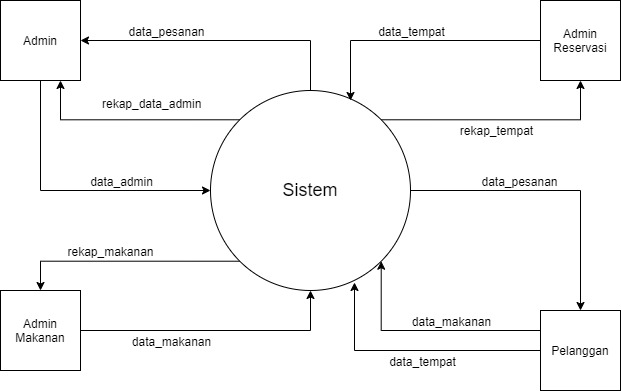 data_pesanan
data_tempat
Admin
Admin
Reservasi
rekap_data_admin
rekap_tempat
data_admin
Sistem
data_pesanan
rekap_makanan
Admin
Makanan
data_makanan
data_makanan
Pelanggan
data_tempat